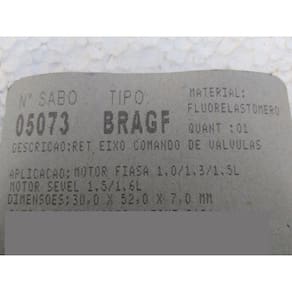 Nº SABO TIPO: MATERIAL:
05073 BRAGF FLUORELASTOMERO
QUANT :01
DESCRICAO:RET EIXO COMANDO DE VALVULAS
APLICACAO: MOTOR FIASA 1.0/1.3/1.5L
MOTOR SEVEL 1.5/1.6L
DIMENSOES: 30,0 X 52,0 X 7,0 MM